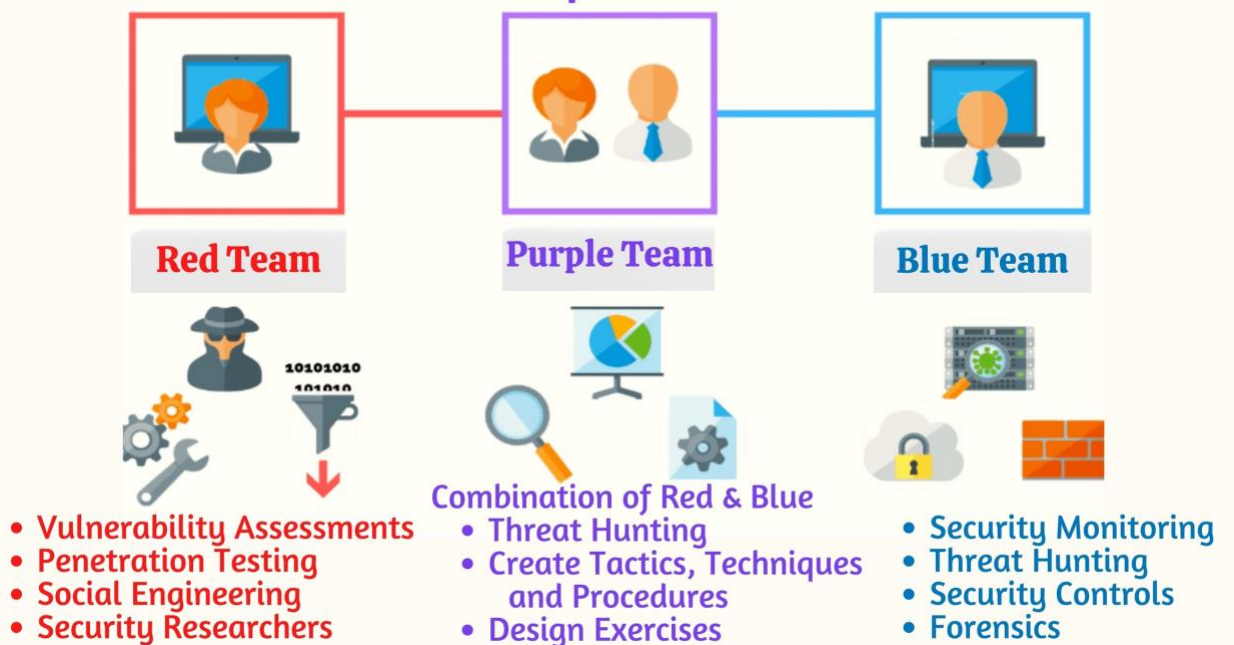 Red Team
Purple Team
Blue Team
10101010
101010
Combination of Red & Blue
• Vulnerability Assessments
• Penetration Testing
• Social Engineering
• Security Researchers
• Threat Hunting
• Create Tactics, Techniques
and Procedures
• Design Exercises
• Security Monitoring
• Threat Hunting
• Security Controls
• Forensics